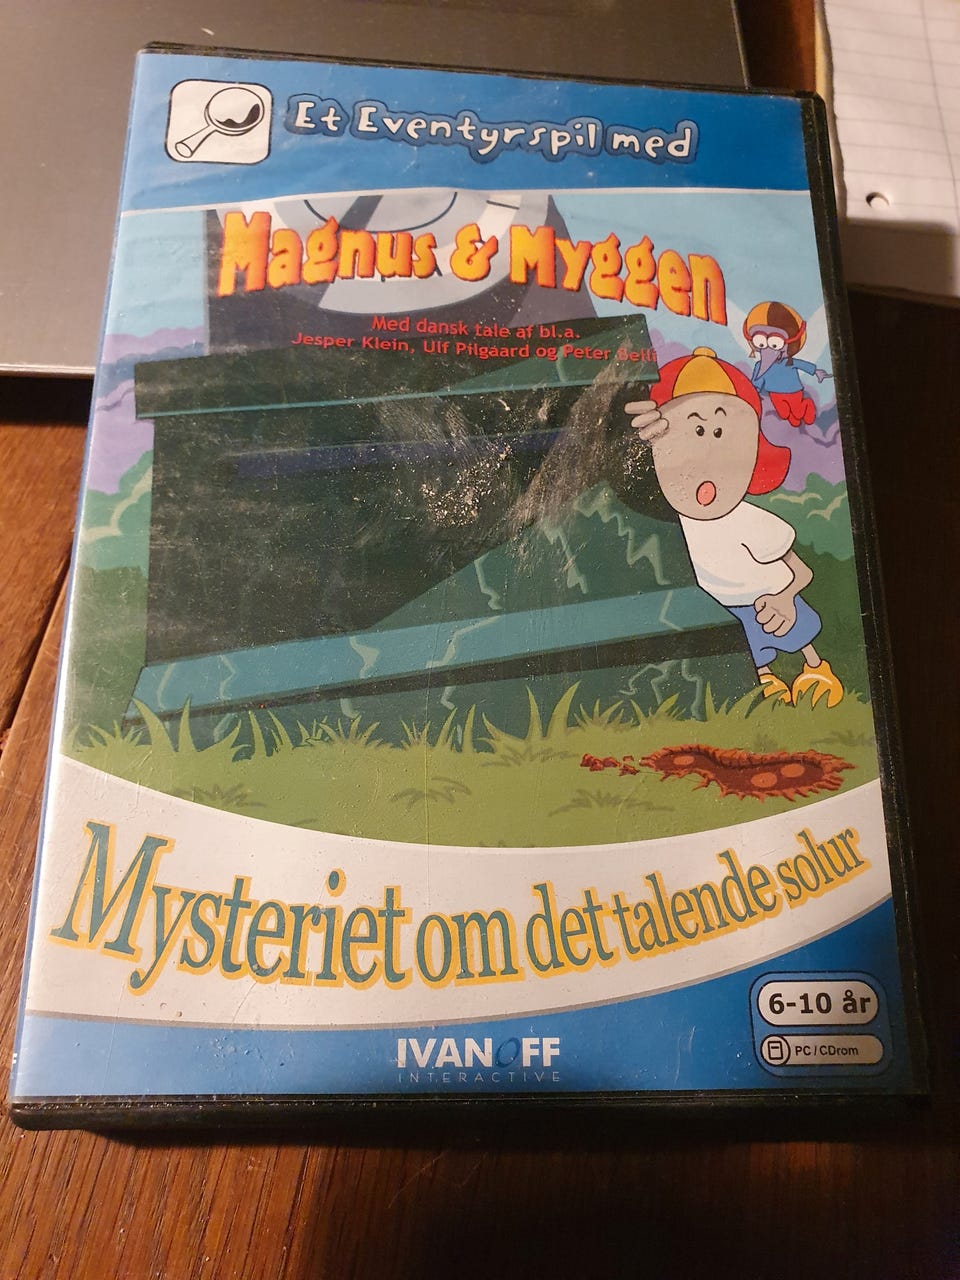 Et Eventyrspil med
Magnus & Myggen
Med dansk tale af bl.a.
Jesper Klein, Ulf Pilgaard og Peter Belli
Mysteriet om det talende solur
6-10 år
PC/CDrom
IVANOFF
INTERACTIVE